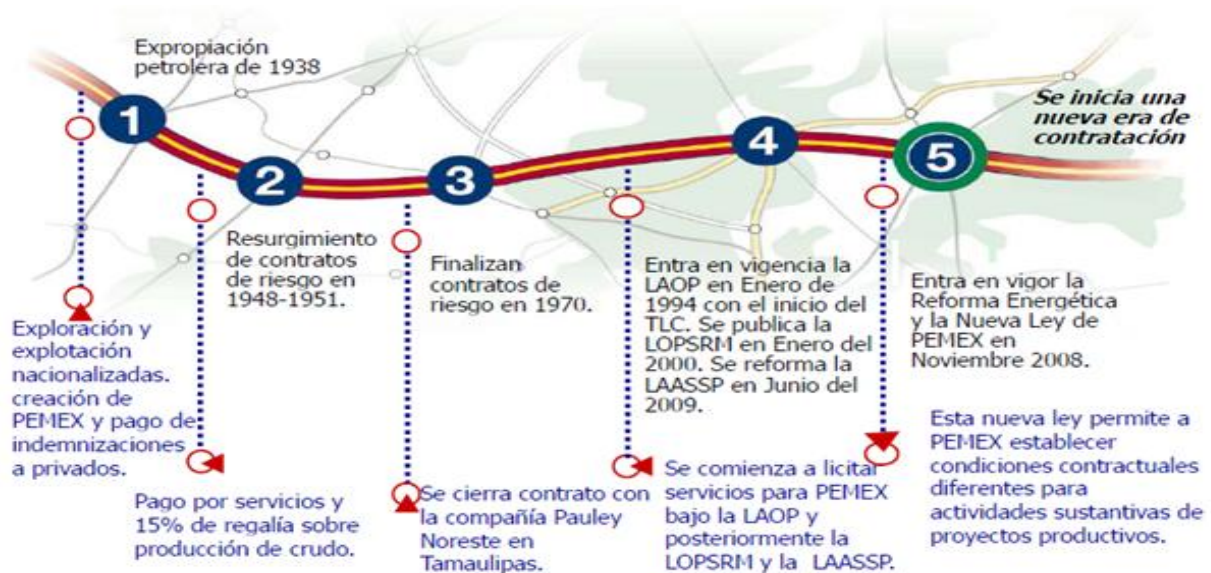 Expropiación
petrolera de 1938
1
2
3
4
5
Se inicia una
nueva era de
contratación
Resurgimiento
de contratos
de riesgo en
1948-1951.
Finalizan
contratos de
riesgo en 1970.
Entra en vigencia la
LAOP en Enero de
1994 con el inicio del
TLC. Se publica la
LOPSRM en Enero del
2000. Se reforma la
LAASSP en Junio del
2009.
Entra en vigor la
Reforma Energética
y la Nueva Ley de
PEMEX en
Noviembre 2008.
Exploración y
explotación
nacionalizadas.
creación de
PEMEX y pago de
indemnizaciones
a privados.
Pago por servicios y
15% de regalía sobre
producción de crudo.
Se cierra contrato con
la compañía Pauley
Noreste en
Tamaulipas.
Se comienza a licitar
servicios para PEMEX
bajo la LAOP y
posteriormente la
LOPSRM y la LAASSP.
Esta nueva ley permite a
PEMEX establecer
condiciones contractuales
diferentes para
actividades sustantivas de
proyectos productivos.